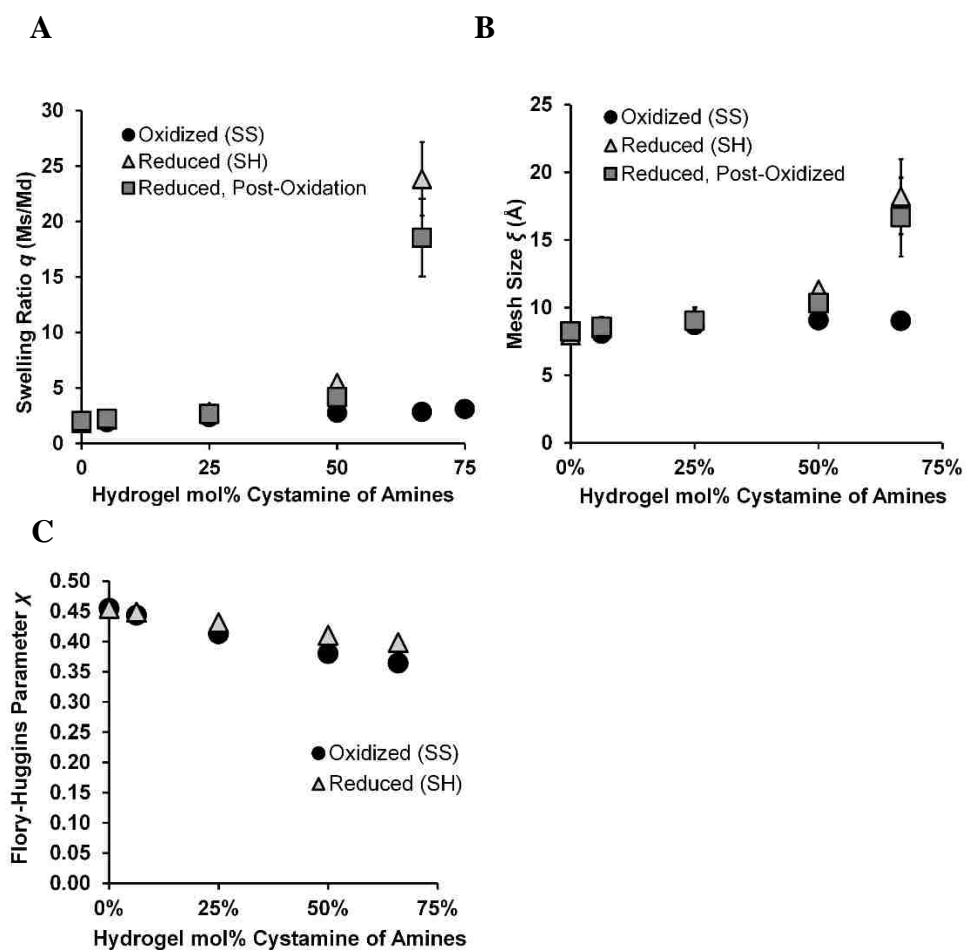 A
30
25
20
15
10
5
0
Swelling Ratio q (Ms/Md)
Oxidized (SS)
Reduced (SH)
Reduced, Post-Oxidation
0 25 50 75
Hydrogel mol% Cystamine of Amines
B
25
20
15
10
5
0
Mesh Size ξ (Å)
Oxidized (SS)
Reduced (SH)
Reduced, Post-Oxidized
0% 25% 50% 75%
Hydrogel mol% Cystamine of Amines
C
0.50
0.45
0.40
0.35
0.30
0.25
0.20
0.15
0.10
0.05
0.00
Flory-Huggins Parameter χ
Oxidized (SS)
Reduced (SH)
0% 25% 50% 75%
Hydrogel mol% Cystamine of Amines